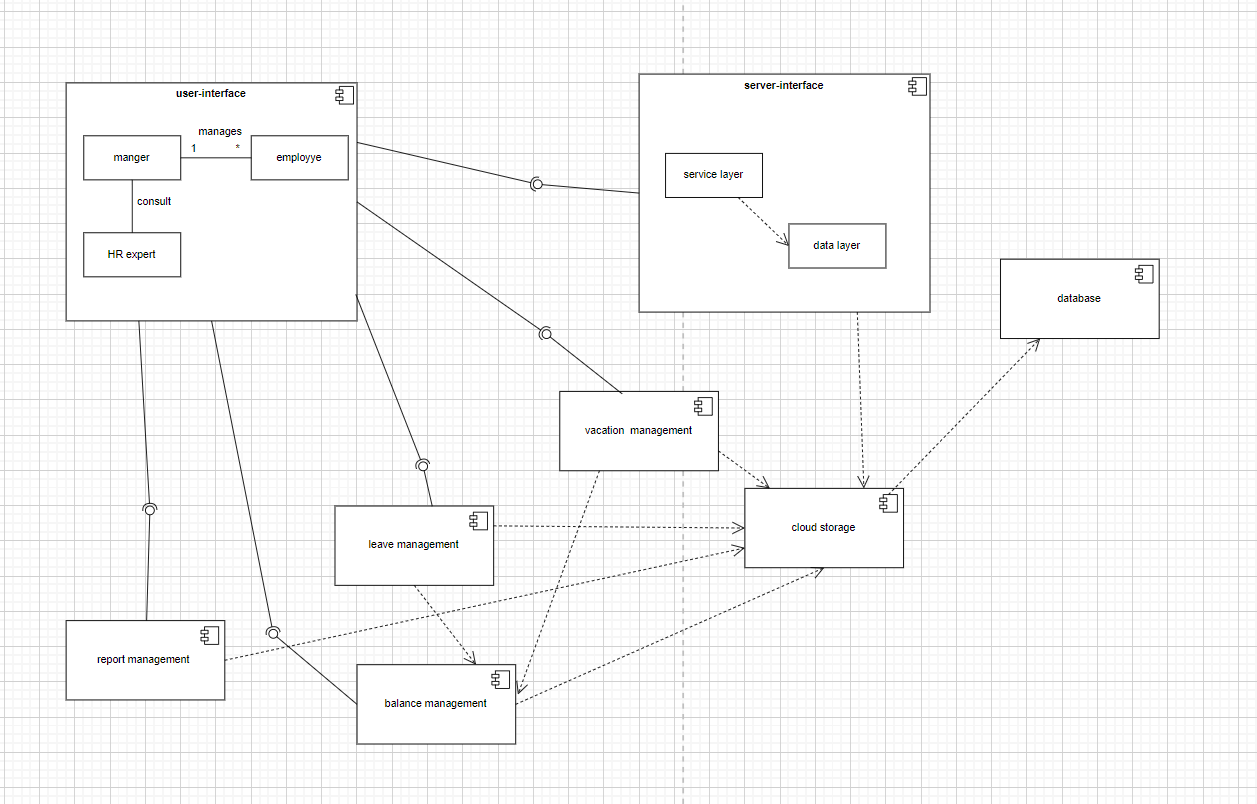 user-interface
manages
1 *
manger
employye
consult
HR expert
server-interface
service layer
data layer
database
vacation  management
cloud storage
leave management
report management
balance management